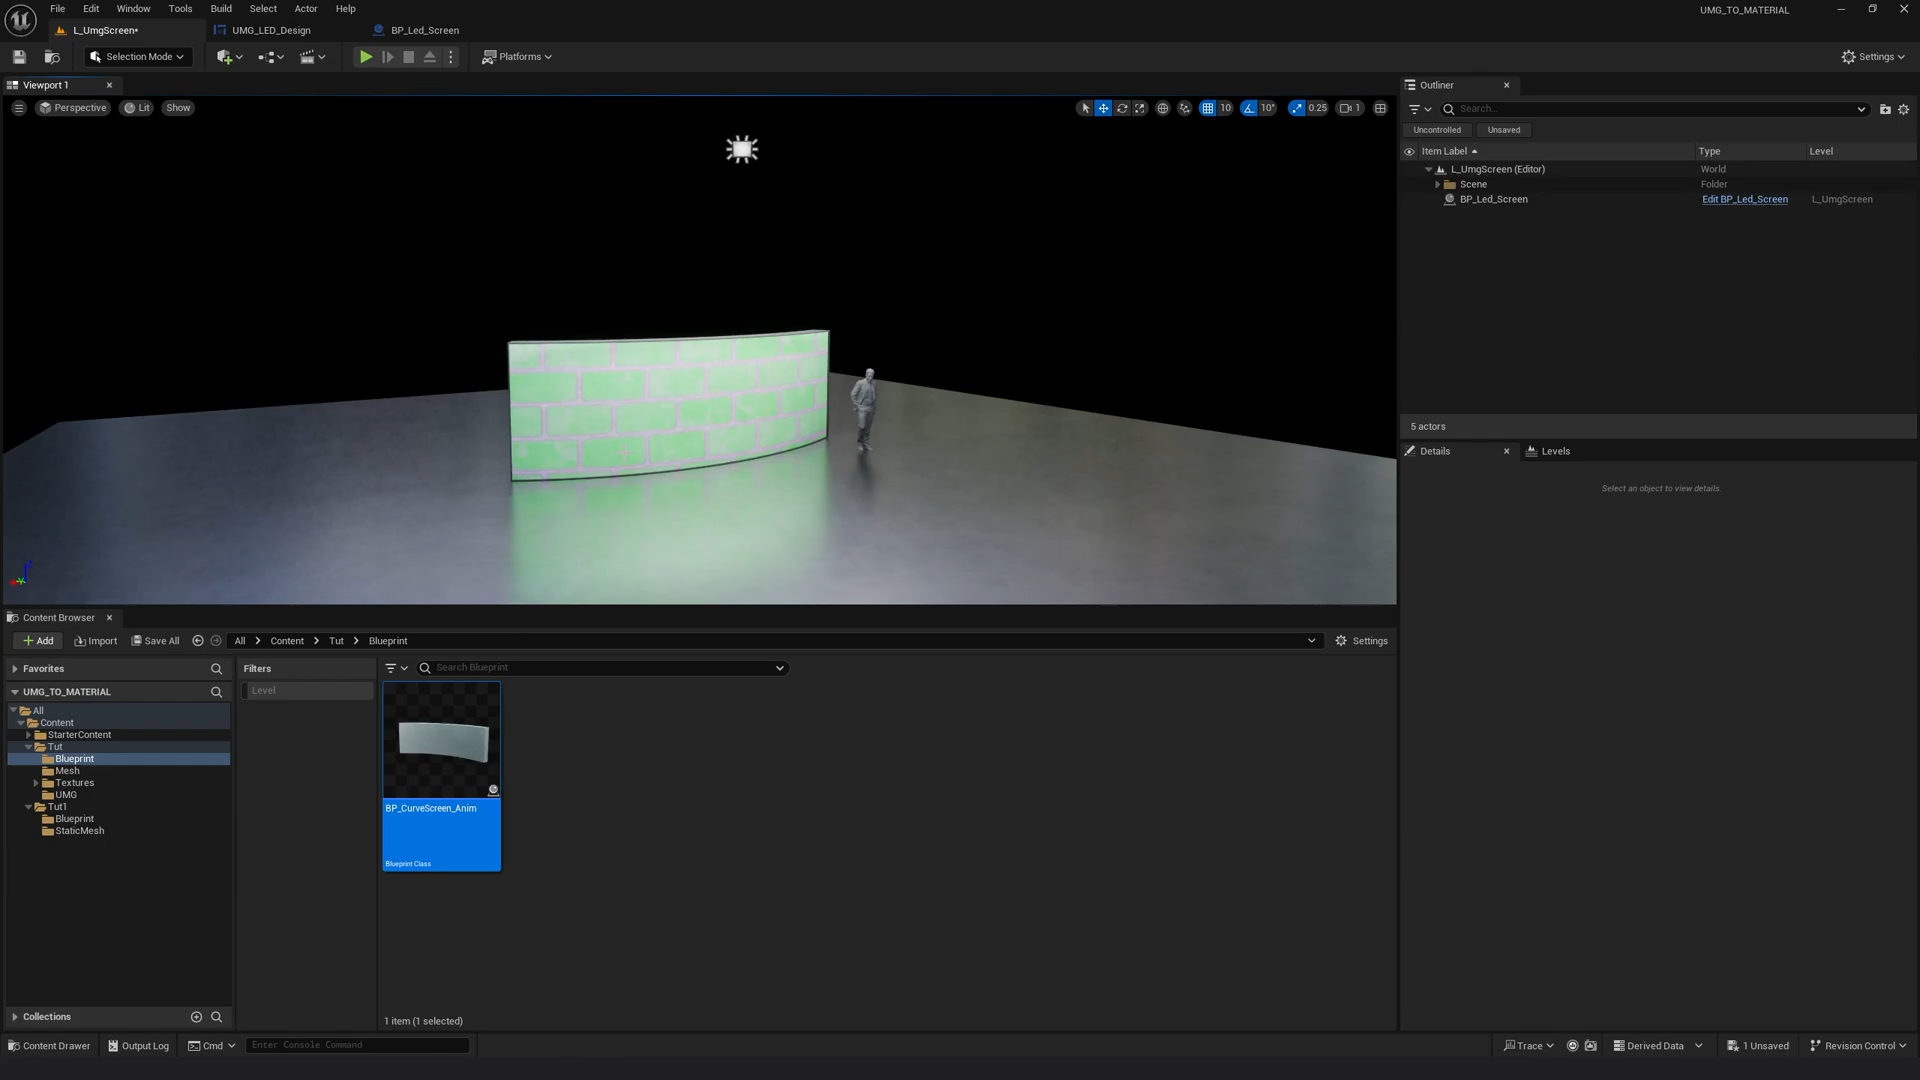 File Edit Window Tools Build Select Actor Help
UMG_TO_MATERIAL
L_UmgScreen•
UMG_LED_Design
BP_Led_Screen
Selection Mode
Platforms
Settings
Viewport 1
Perspective
Lit
Show
10
10°
0.25
1
Outliner
Search...
Uncontrolled
Unsaved
Item Label
Type
Level
L_UmgScreen (Editor)
World
Scene
Folder
BP_Led_Screen
Edit BP_Led_Screen
L_UmgScreen
5 actors
Details
Levels
Select an object to view details.
Content Browser
Add
Import
Save All
All
Content
Tut
Blueprint
Settings
Favorites
UMG_TO_MATERIAL
All
Content
StarterContent
Tut
Blueprint
Mesh
Textures
UMG
Tut1
Blueprint
StaticMesh
Collections
Filters
Level
Search Blueprint
BP_CurveScreen_Anim
Blueprint Class
1 item (1 selected)
Content Drawer
Output Log
Cmd
Enter Console Command
Trace
Derived Data
1 Unsaved
Revision Control